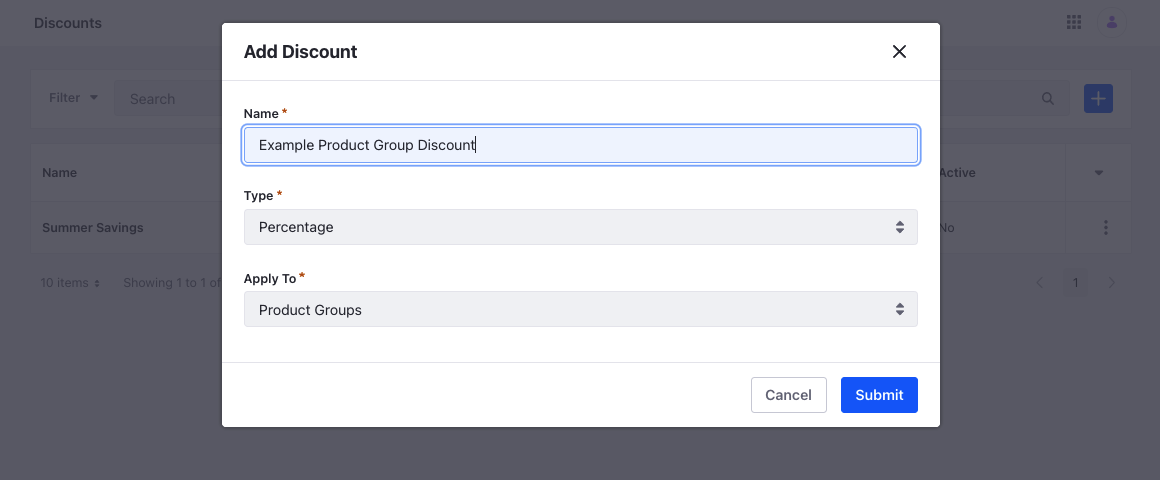 Discounts
Add Discount
Filter
Search
Name *
Example Product Group Discount
Name
Active
Type *
Summer Savings
Percentage
No
Apply To *
10 items
Showing 1 to 1 of
1
Product Groups
Cancel
Submit